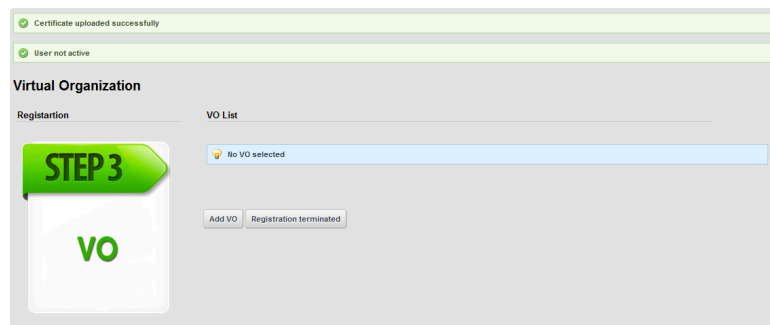 Certificate uploaded successfully
User not active
Virtual Organization
Registartion
VO List
STEP 3
VO
No VO selected
Add VO
Registration terminated